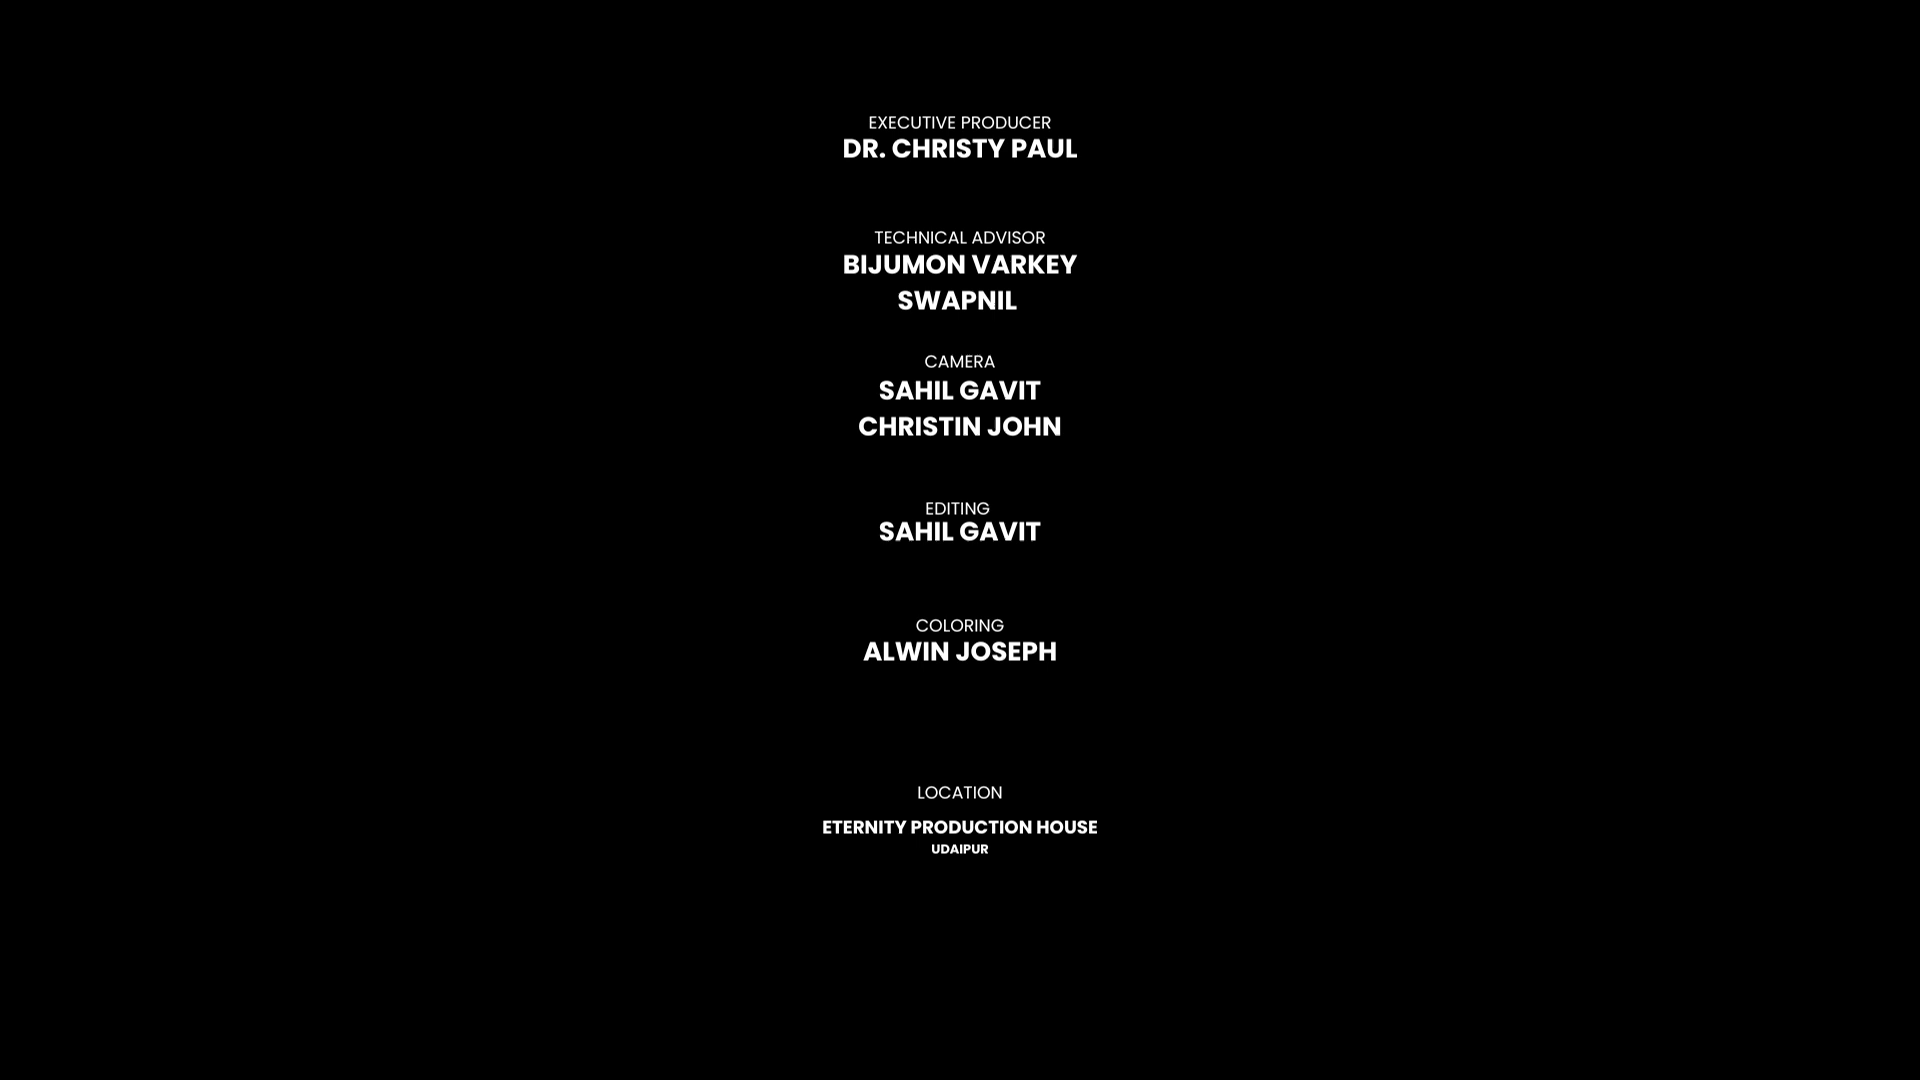 EXECUTIVE PRODUCER
DR. CHRISTY PAUL
TECHNICAL ADVISOR
BIJUMON VARKEY
SWAPNIL
CAMERA
SAHIL GAVIT
CHRISTIN JOHN
EDITING
SAHIL GAVIT
COLORING
ALWIN JOSEPH
LOCATION
ETERNITY PRODUCTION HOUSE
UDAIPUR